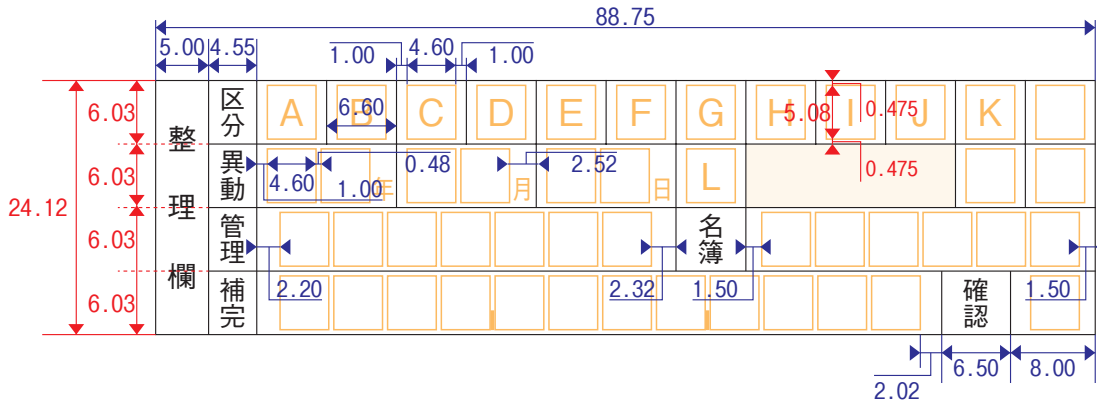 88.75
5.00 4.55 1.00 4.60 1.00
6.03 区分 A B C D E F G H I J K
6.60 5.08 0.475
6.03 異動 年 月 日 L
4.60 1.00 0.48 2.52 0.475
24.12
整理欄
6.03 管理 名簿
2.20 2.32 1.50 1.50
6.03 補完 確認
2.02 6.50 8.00